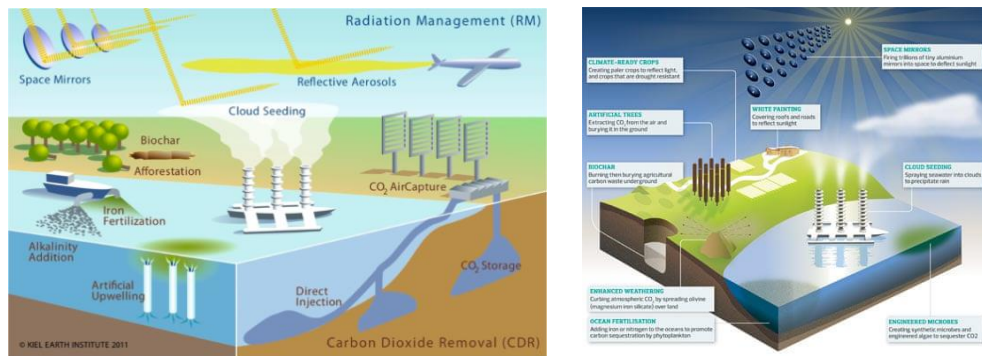 Radiation Management (RM)
Space Mirrors
Reflective Aerosols
Cloud Seeding
Biochar
Afforestation
CO2 AirCapture
Iron
Fertilization
Alkalinity
Addition
Artificial
Upwelling
Direct
Injection
CO2 Storage
© KIEL EARTH INSTITUTE 2011
Carbon Dioxide Removal (CDR)
SPACE MIRRORS
Firing trillions of tiny aluminium
mirrors into space to deflect sunlight
CLIMATE-READY CROPS
Creating paler crops to reflect light,
and crops that are drought resistant
WHITE PAINTING
Covering roofs and roads
to reflect sunlight
ARTIFICIAL TREES
Extracting CO2 from the air and
burying it in the ground
BIOCHAR
Burning then burying agricultural
carbon waste underground
CLOUD SEEDING
Spraying seawater into clouds
to precipitate rain
ENHANCED WEATHERING
Curbing atmospheric CO2 by spreading olivine
(magnesium iron silicate) over land
OCEAN FERTILISATION
Adding iron or nitrogen to the oceans to promote
carbon sequestration by phytoplankton
ENGINEERED MICROBES
Creating synthetic microbes and
engineered algae to sequester CO2